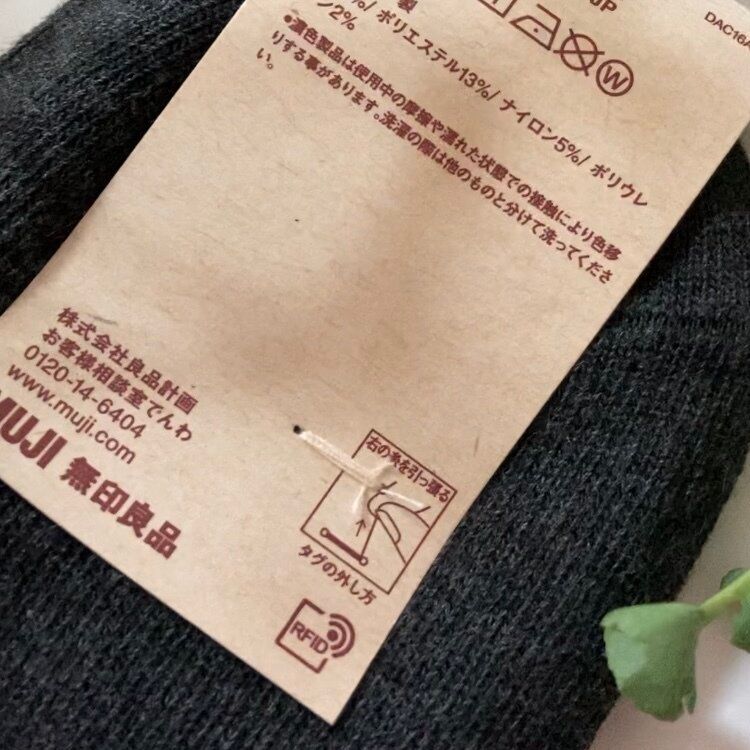 DAC16A
UP
製
%/ ポリエステル13%/ ナイロン5%/ ポリウレ
ン2%
●濃色製品は使用中の摩擦や濡れた状態での接触により色移
りする事があります。洗濯の際は他のものと分けて洗ってくださ
い。
株式会社良品計画
お客様相談室でんわ
0120-14-6404
www.muji.com
MUJI 無印良品
右の糸を引っ張る
タグの外し方
RFID
W